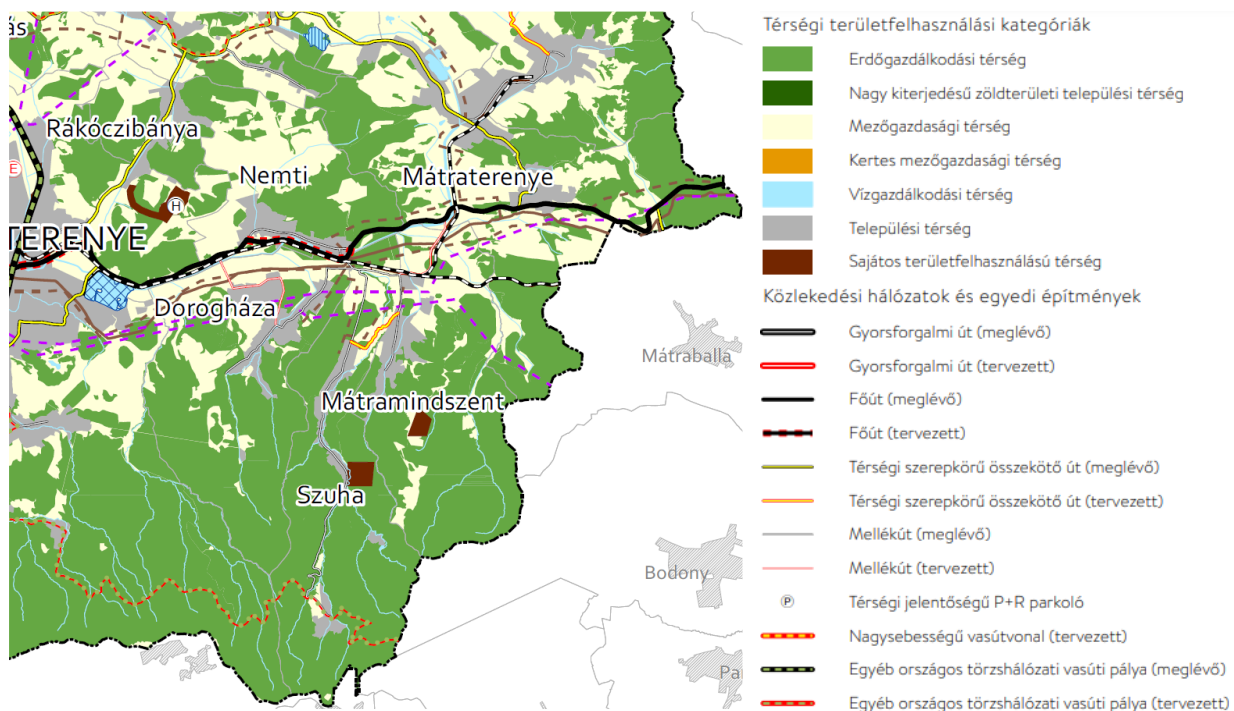 ás
Rákóczibánya
E
Nemti
Mátraterenye
H
TERENYE
P
Dorogháza
Mátraballa
Mátramindszent
Szuha
Bodony
Pa
Térségi területfelhasználási kategóriák
Erdőgazdálkodási térség
Nagy kiterjedésű zöldterületi települési térség
Mezőgazdasági térség
Kertes mezőgazdasági térség
Vízgazdálkodási térség
Települési térség
Sajátos területfelhasználású térség
Közlekedési hálózatok és egyedi építmények
Gyorsforgalmi út (meglévő)
Gyorsforgalmi út (tervezett)
Főút (meglévő)
Főút (tervezett)
Térségi szerepkörű összekötő út (meglévő)
Térségi szerepkörű összekötő út (tervezett)
Mellékút (meglévő)
Mellékút (tervezett)
P Térségi jelentőségű P+R parkoló
Nagysebességű vasútvonal (tervezett)
Egyéb országos törzshálózati vasúti pálya (meglévő)
Egyéb országos törzshálózati vasúti pálya (tervezett)